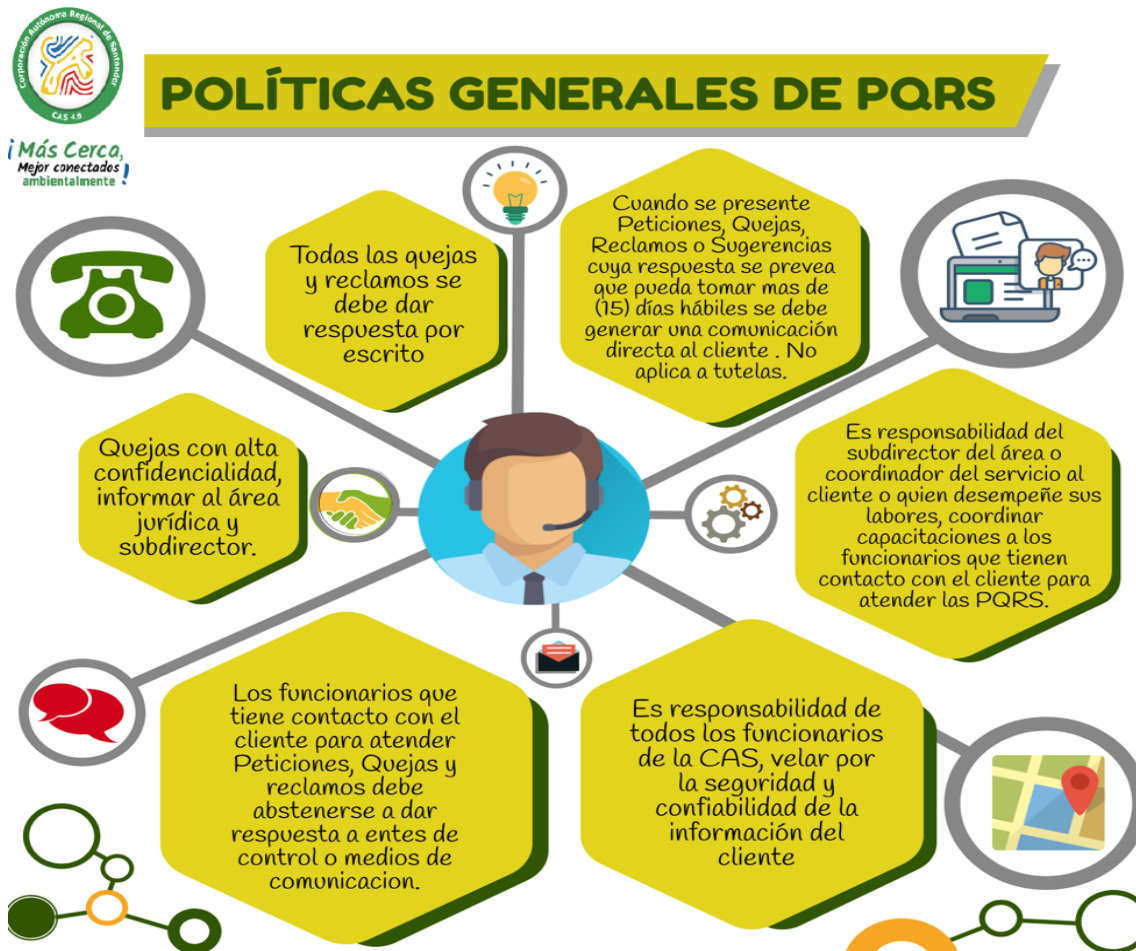 Corporación Autónoma Regional de Santander
CAS 4.0
¡Más Cerca,
Mejor conectados
ambientalmente!
POLÍTICAS GENERALES DE PQRS
Todas las quejas
y reclamos se
debe dar
respuesta por
escrito
Cuando se presente
Peticiones, Quejas,
Reclamos o Sugerencias
cuya respuesta se prevea
que pueda tomar mas de
(15) días hábiles se debe
generar una comunicación
directa al cliente . No
aplica a tutelas.
Quejas con alta
confidencialidad,
informar al área
jurídica y
subdirector.
Es responsabilidad del
subdirector del área o
coordinador del servicio al
cliente o quien desempeñe sus
labores, coordinar
capacitaciones a los
funcionarios que tienen
contacto con el cliente para
atender las PQRS.
Los funcionarios que
tiene contacto con el
cliente para atender
Peticiones, Quejas y
reclamos debe
abstenerse a dar
respuesta a entes de
control o medios de
comunicacion.
Es responsabilidad de
todos los funcionarios
de la CAS, velar por
la seguridad y
confiabilidad de la
información del
cliente